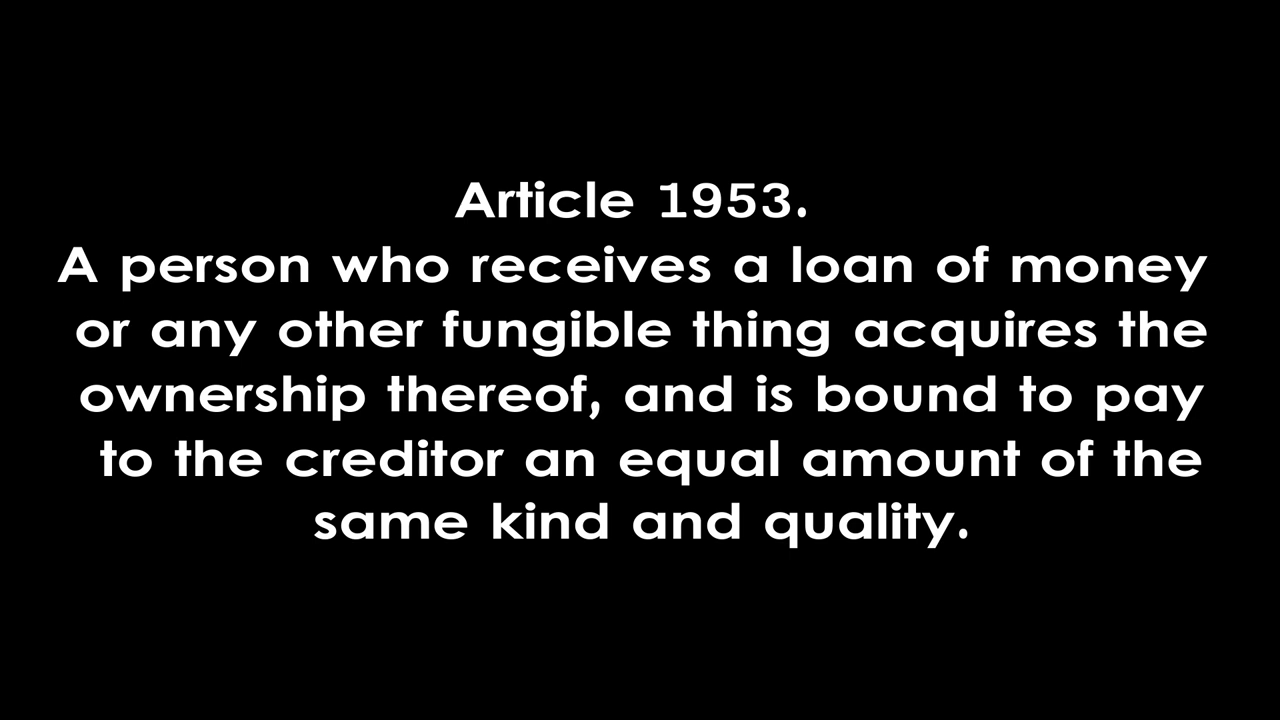 Article 1953.
A person who receives a loan of money
or any other fungible thing acquires the
ownership thereof, and is bound to pay
to the creditor an equal amount of the
same kind and quality.